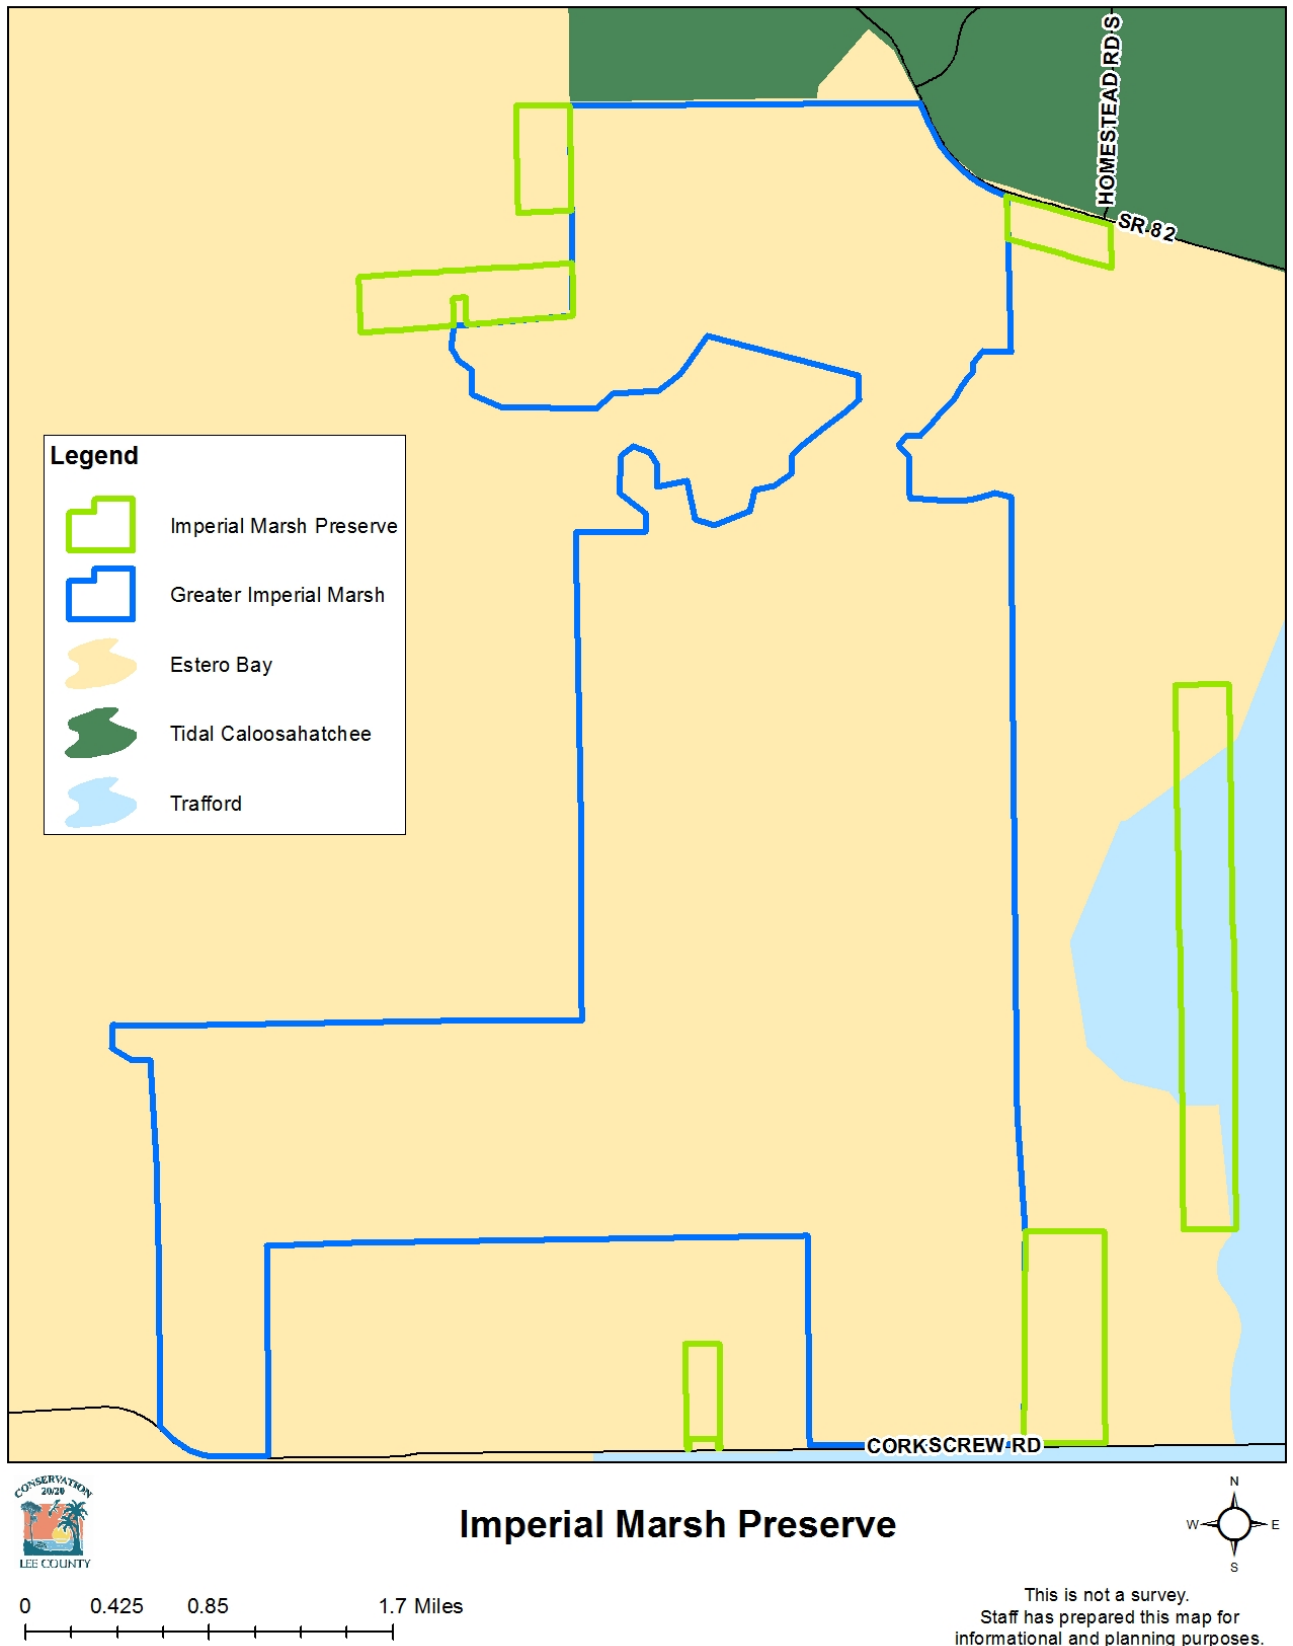 HOMESTEAD RD S
SR 82
Legend
Imperial Marsh Preserve
Greater Imperial Marsh
Estero Bay
Tidal Caloosahatchee
Trafford
CORKSCREW RD
CONSERVATION
20/20
LEE COUNTY
Imperial Marsh Preserve
N
W E
S
0 0.425 0.85 1.7 Miles
This is not a survey.
Staff has prepared this map for
informational and planning purposes.